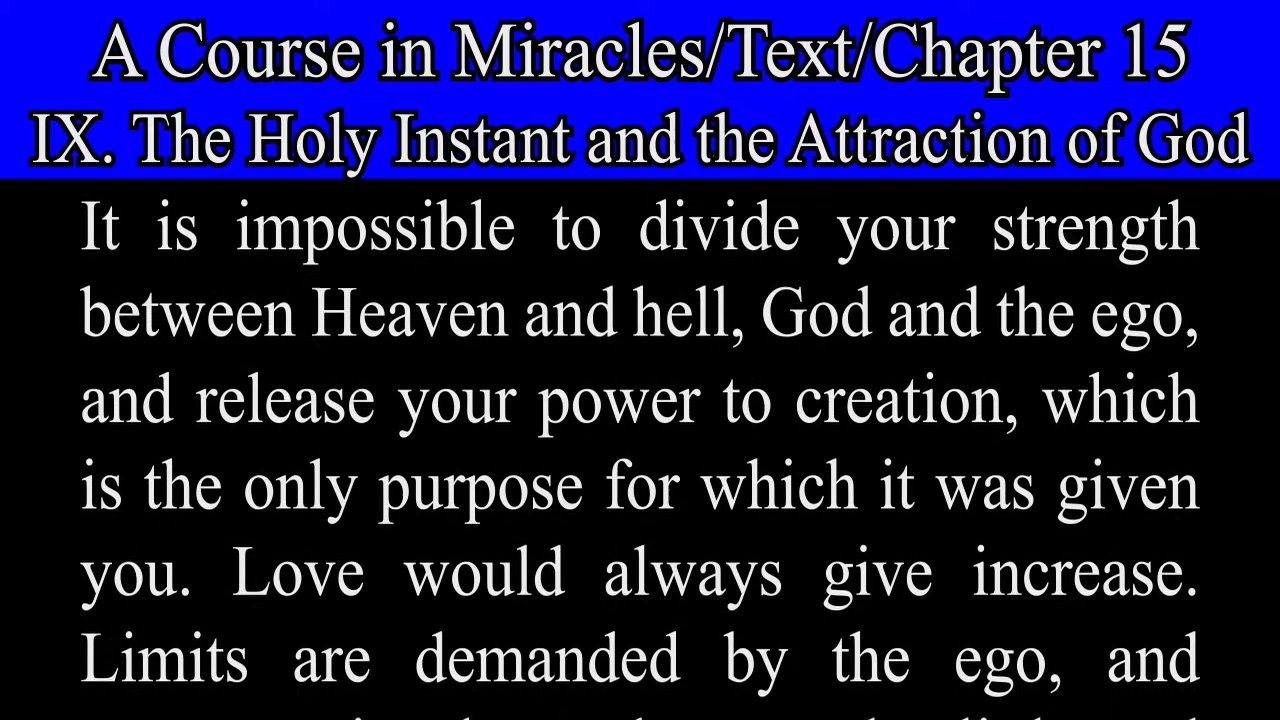 A Course in Miracles/Text/Chapter 15
IX. The Holy Instant and the Attraction of God
It is impossible to divide your strength
between Heaven and hell, God and the ego,
and release your power to creation, which
is the only purpose for which it was given
you. Love would always give increase.
Limits are demanded by the ego, and